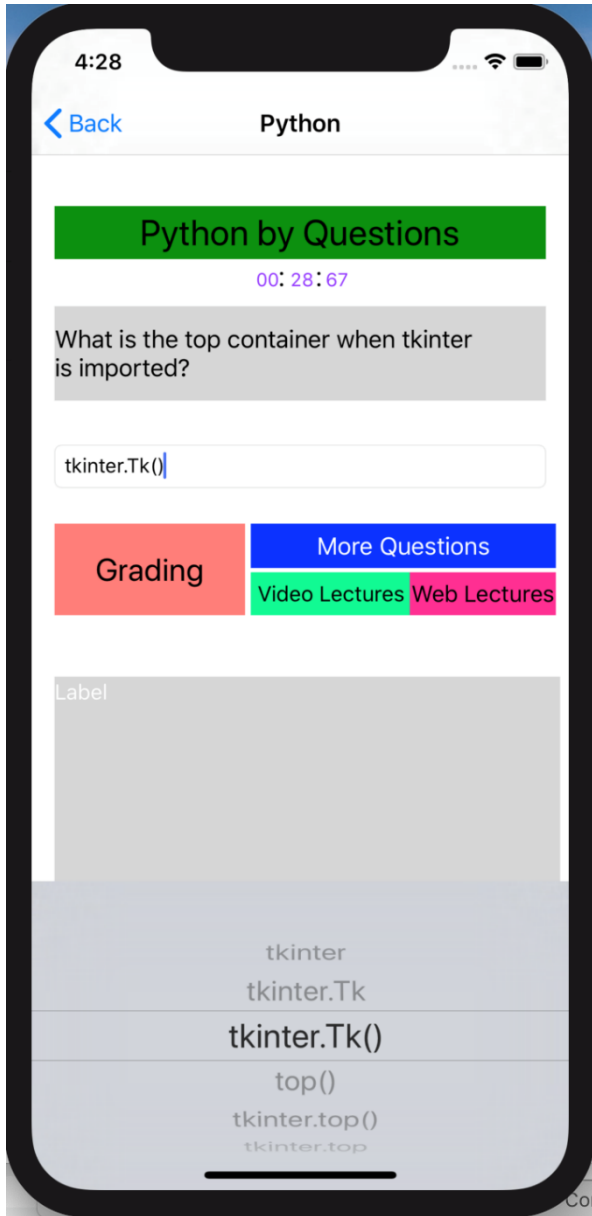 4:28
Back
Python
Python by Questions
00: 28:67
What is the top container when tkinter
is imported?
tkinter.Tk()
Grading
More Questions
Video Lectures
Web Lectures
Label
tkinter
tkinter.Tk
tkinter.Tk()
top()
tkinter.top()
tkinter.top